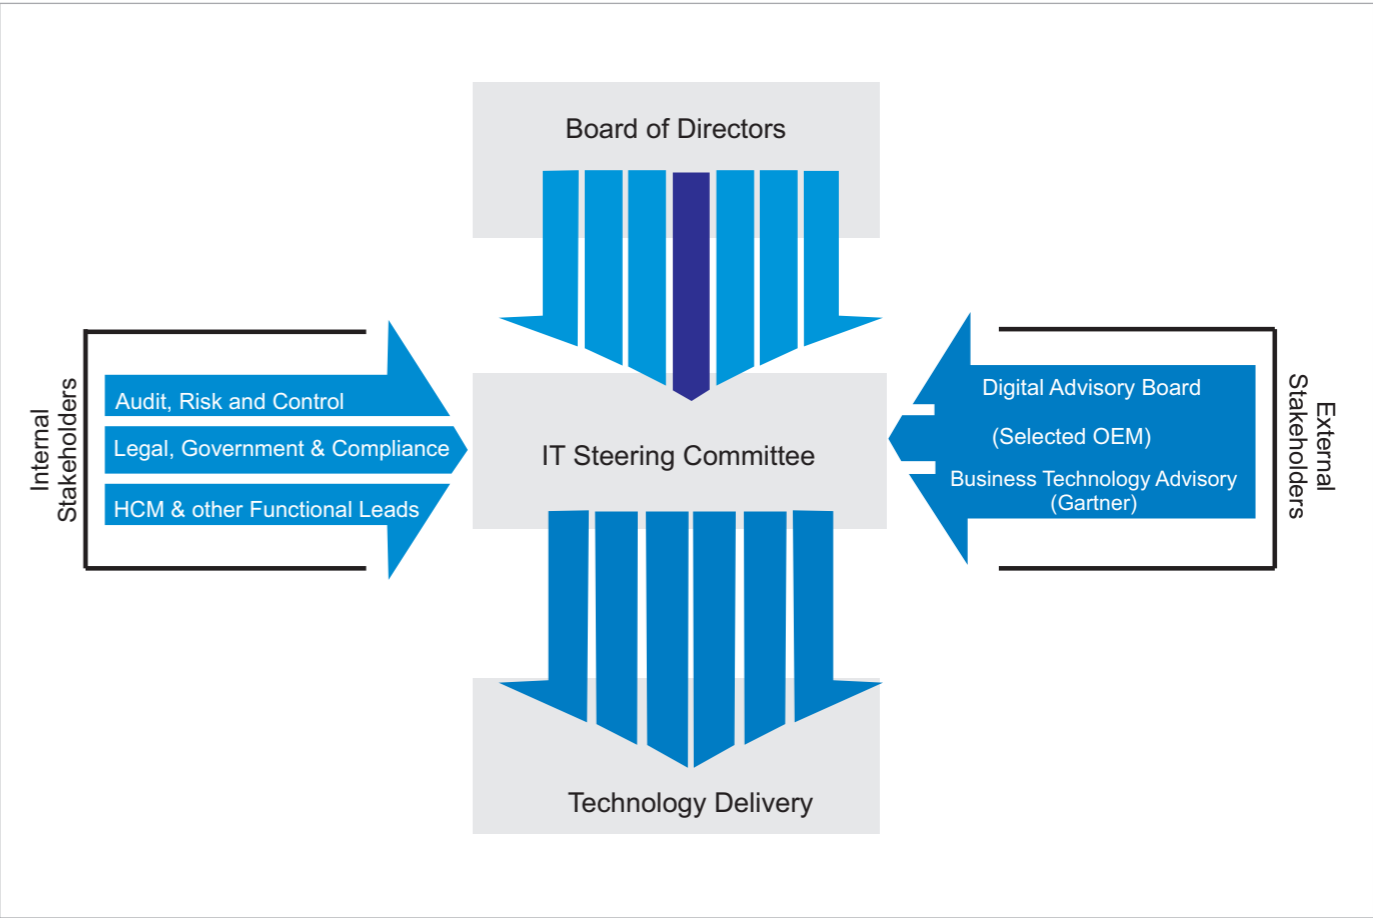 Board of Directors
Internal
Stakeholders
Audit, Risk and Control
Legal, Government & Compliance
HCM & other Functional Leads
IT Steering Committee
Digital Advisory Board
(Selected OEM)
Business Technology Advisory
(Gartner)
External
Stakeholders
Technology Delivery